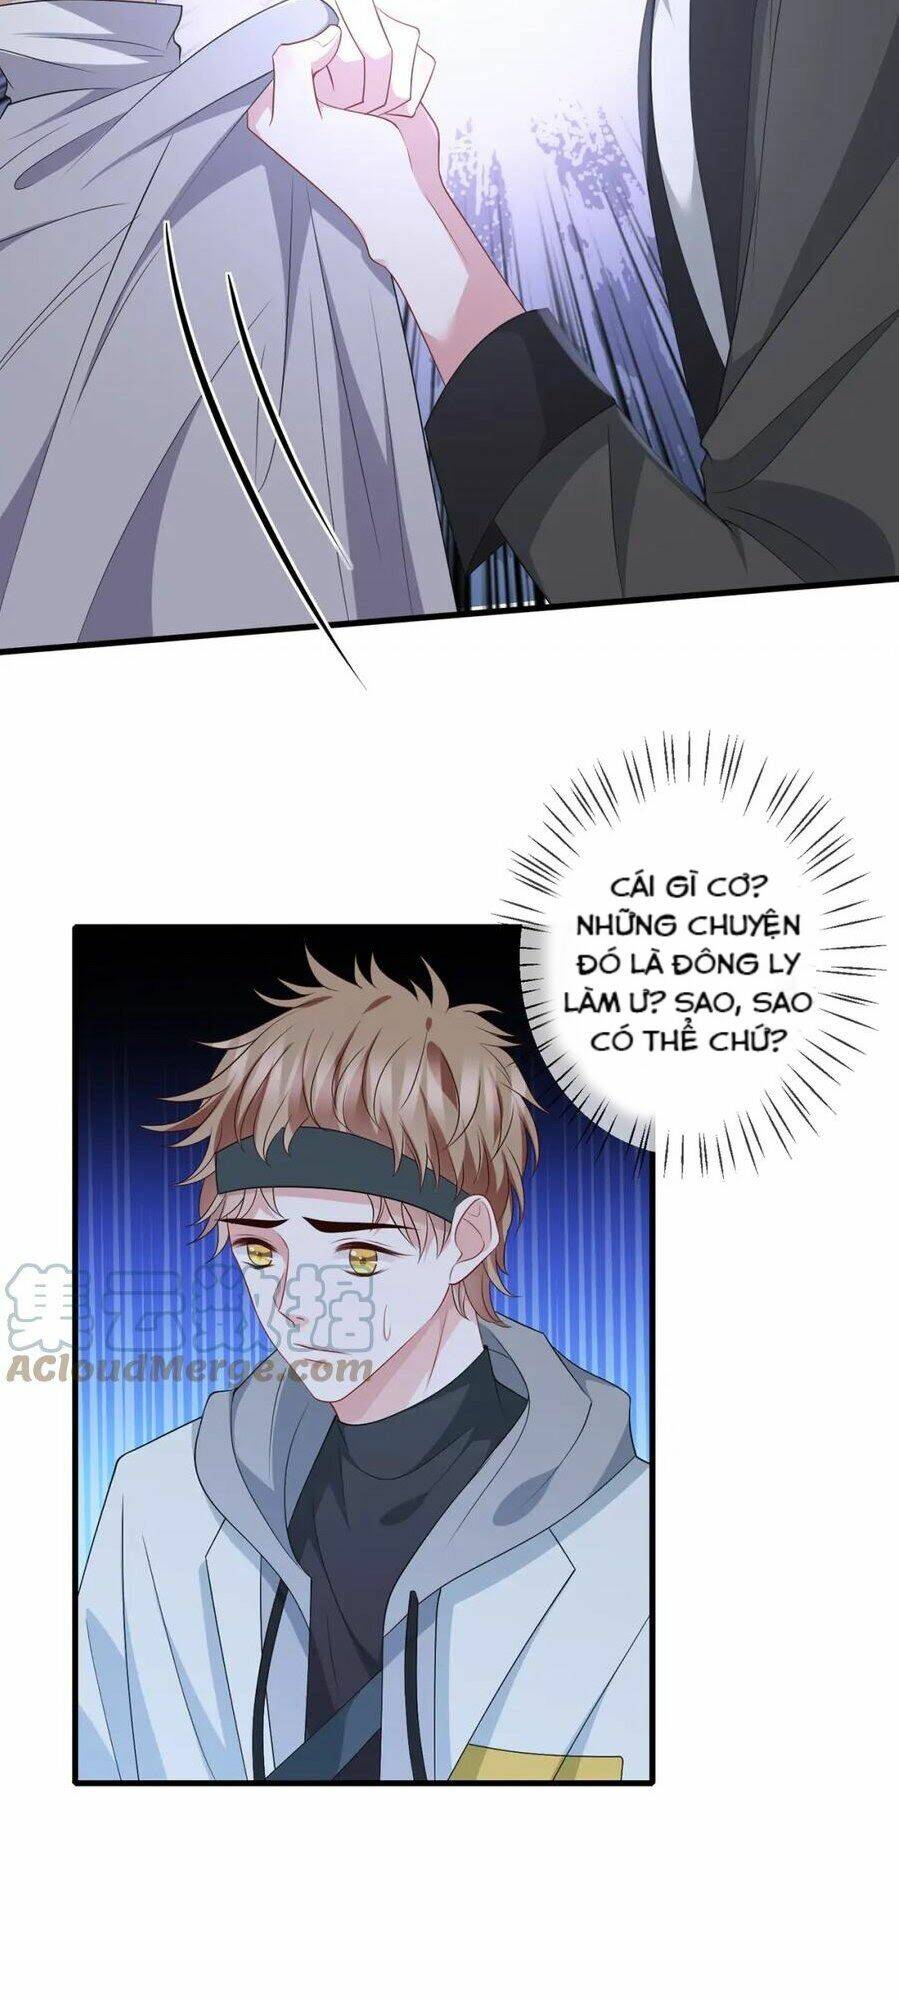 CÁI GÌ CƠ?
NHỮNG CHUYỆN
ĐÓ LÀ ĐÔNG LY
LÀM Ư? SAO, SAO
CÓ THỂ CHỨ?
集云数据
ACloudMerge.com